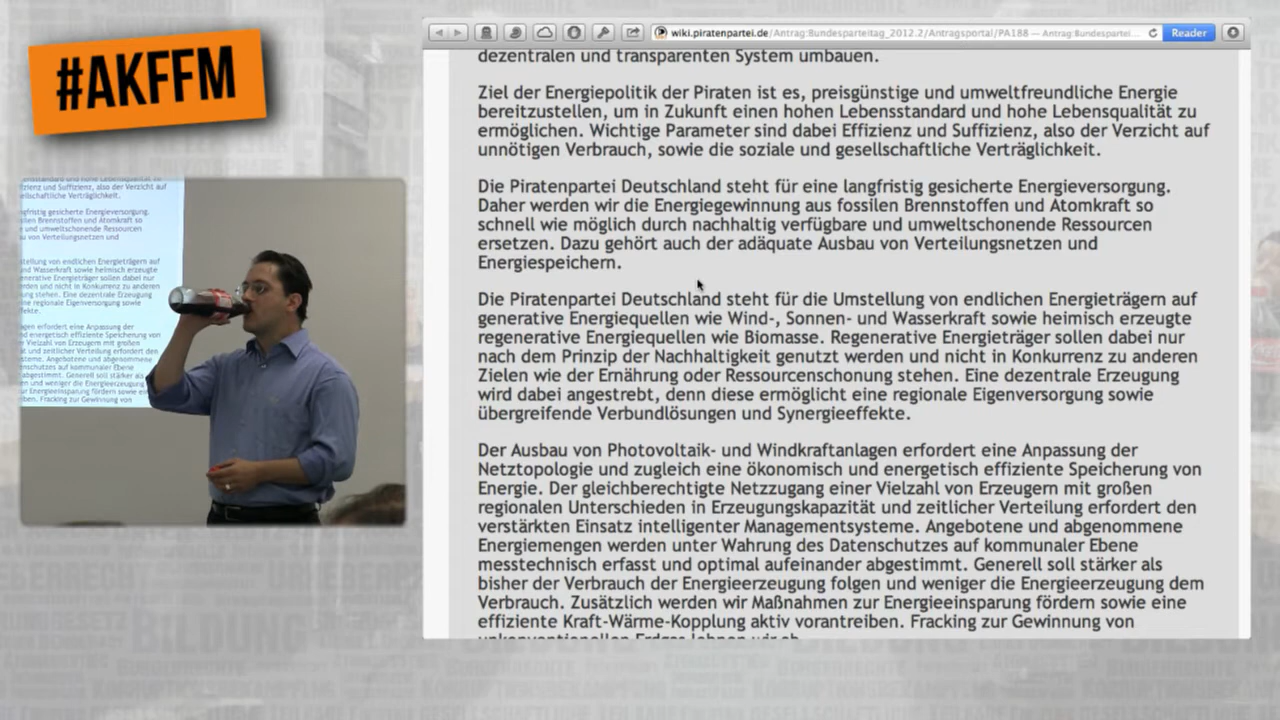 #AKFFM
wiki.piratenpartei.de/Antrag:Bundesparteitag_2012.2/Antragsportal/PA188 — Antrag:Bundespartei...
Reader
dezentralen und transparenten System umbauen.
Ziel der Energiepolitik der Piraten ist es, preisgünstige und umweltfreundliche Energie
bereitzustellen, um in Zukunft einen hohen Lebensstandard und hohe Lebensqualität zu
ermöglichen. Wichtige Parameter sind dabei Effizienz und Suffizienz, also der Verzicht auf
unnötigen Verbrauch, sowie die soziale und gesellschaftliche Verträglichkeit.
Die Piratenpartei Deutschland steht für eine langfristig gesicherte Energieversorgung.
Daher werden wir die Energiegewinnung aus fossilen Brennstoffen und Atomkraft so
schnell wie möglich durch nachhaltig verfügbare und umweltschonende Ressourcen
ersetzen. Dazu gehört auch der adäquate Ausbau von Verteilungsnetzen und
Energiespeichern.
Die Piratenpartei Deutschland steht für die Umstellung von endlichen Energieträgern auf
generative Energiequellen wie Wind-, Sonnen- und Wasserkraft sowie heimisch erzeugte
regenerative Energiequellen wie Biomasse. Regenerative Energieträger sollen dabei nur
nach dem Prinzip der Nachhaltigkeit genutzt werden und nicht in Konkurrenz zu anderen
Zielen wie der Ernährung oder Ressourcenschonung stehen. Eine dezentrale Erzeugung
wird dabei angestrebt, denn diese ermöglicht eine regionale Eigenversorgung sowie
übergreifende Verbundlösungen und Synergieeffekte.
Der Ausbau von Photovoltaik- und Windkraftanlagen erfordert eine Anpassung der
Netztopologie und zugleich eine ökonomisch und energetisch effiziente Speicherung von
Energie. Der gleichberechtigte Netzzugang einer Vielzahl von Erzeugern mit großen
regionalen Unterschieden in Erzeugungskapazität und zeitlicher Verteilung erfordert den
verstärkten Einsatz intelligenter Managementsysteme. Angebotene und abgenommene
Energiemengen werden unter Wahrung des Datenschutzes auf kommunaler Ebene
messtechnisch erfasst und optimal aufeinander abgestimmt. Generell soll stärker als
bisher der Verbrauch der Energieerzeugung folgen und weniger die Energieerzeugung dem
Verbrauch. Zusätzlich werden wir Maßnahmen zur Energieeinsparung fördern sowie eine
effiziente Kraft-Wärme-Kopplung aktiv vorantreiben. Fracking zur Gewinnung von